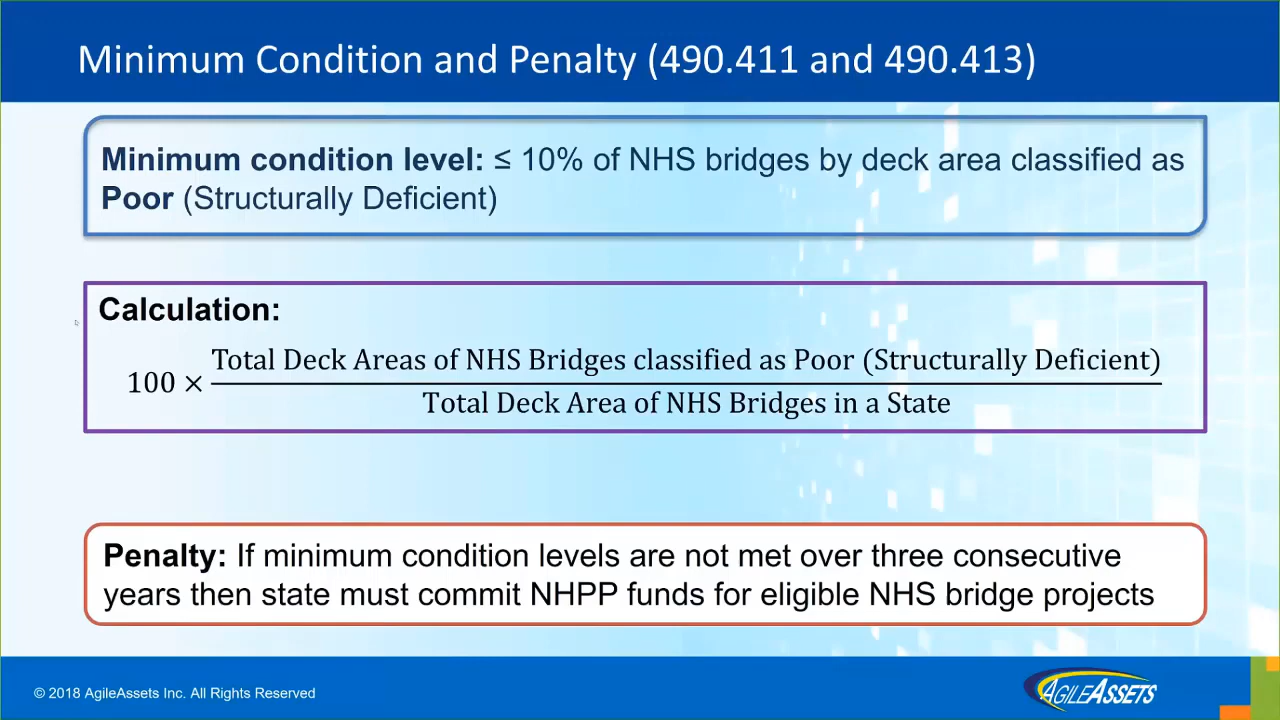 Minimum Condition and Penalty (490.411 and 490.413)
Minimum condition level: ≤ 10% of NHS bridges by deck area classified as
Poor (Structurally Deficient)
Calculation:
100 × Total Deck Areas of NHS Bridges classified as Poor (Structurally Deficient)
Total Deck Area of NHS Bridges in a State
Penalty: If minimum condition levels are not met over three consecutive
years then state must commit NHPP funds for eligible NHS bridge projects
© 2018 AgileAssets Inc. All Rights Reserved
AGILEASSETS